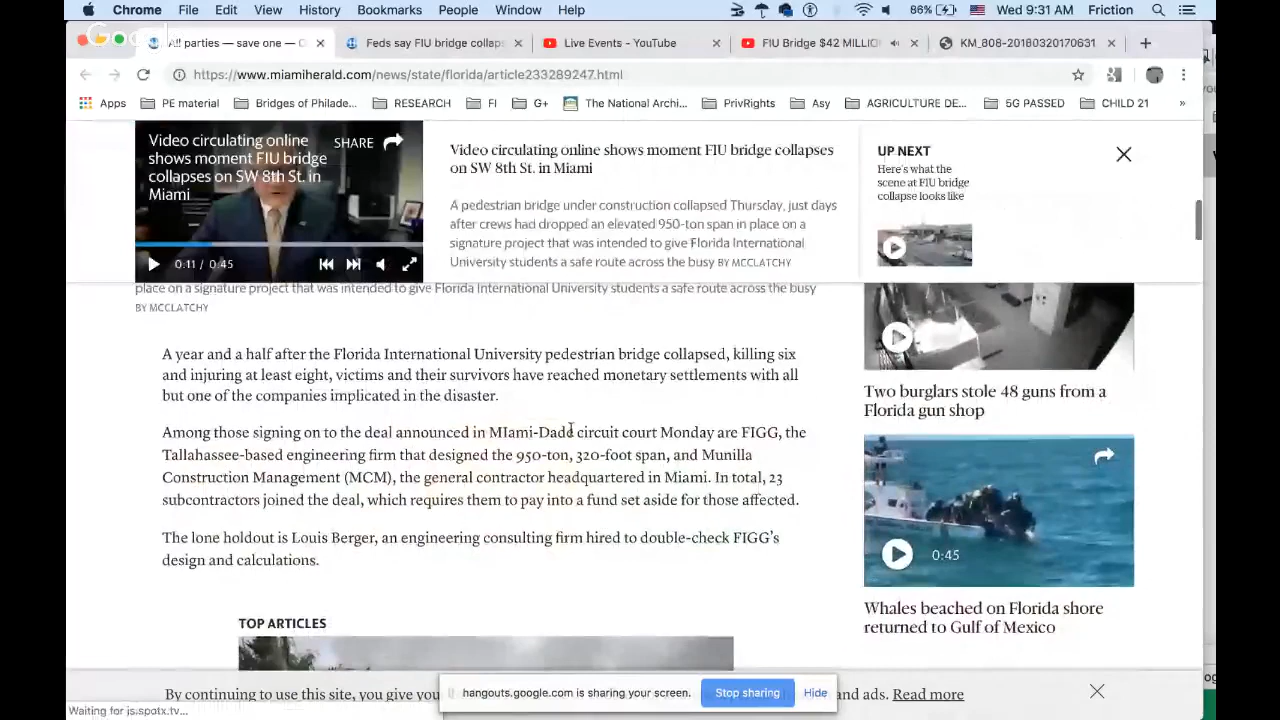 Chrome File Edit View History Bookmarks People Window Help 86% Wed 9:31 AM Friction
All parties — save one — C Feds say FIU bridge collaps Live Events - YouTube FIU Bridge $42 MILLIO KM_808-20180320170631
https://www.miamiherald.com/news/state/florida/article233289247.html
Apps PE material Bridges of Philade... RESEARCH FI G+ The National Archi... PrivRights Asy AGRICULTURE DE... 5G PASSED CHILD 21 »
Video circulating online
shows moment FIU bridge
collapses on SW 8th St. in
Miami
SHARE
0:11 / 0:45
Video circulating online shows moment FIU bridge collapses
on SW 8th St. in Miami
A pedestrian bridge under construction collapsed Thursday, just days
after crews had dropped an elevated 950-ton span in place on a
signature project that was intended to give Florida International
University students a safe route across the busy BY MCCLATCHY
UP NEXT
Here's what the
scene at FIU bridge
collapse looks like
place on a signature project that was intended to give Florida International University students a safe route across the busy
BY MCCLATCHY
A year and a half after the Florida International University pedestrian bridge collapsed, killing six
and injuring at least eight, victims and their survivors have reached monetary settlements with all
but one of the companies implicated in the disaster.
Among those signing on to the deal announced in MIami-Dade circuit court Monday are FIGG, the
Tallahassee-based engineering firm that designed the 950-ton, 320-foot span, and Munilla
Construction Management (MCM), the general contractor headquartered in Miami. In total, 23
subcontractors joined the deal, which requires them to pay into a fund set aside for those affected.
The lone holdout is Louis Berger, an engineering consulting firm hired to double-check FIGG's
design and calculations.
TOP ARTICLES
Two burglars stole 48 guns from a
Florida gun shop
0:45
Whales beached on Florida shore
returned to Gulf of Mexico
By continuing to use this site, you give you and ads. Read more
hangouts.google.com is sharing your screen. Stop sharing Hide
Waiting for js.spotx.tv...